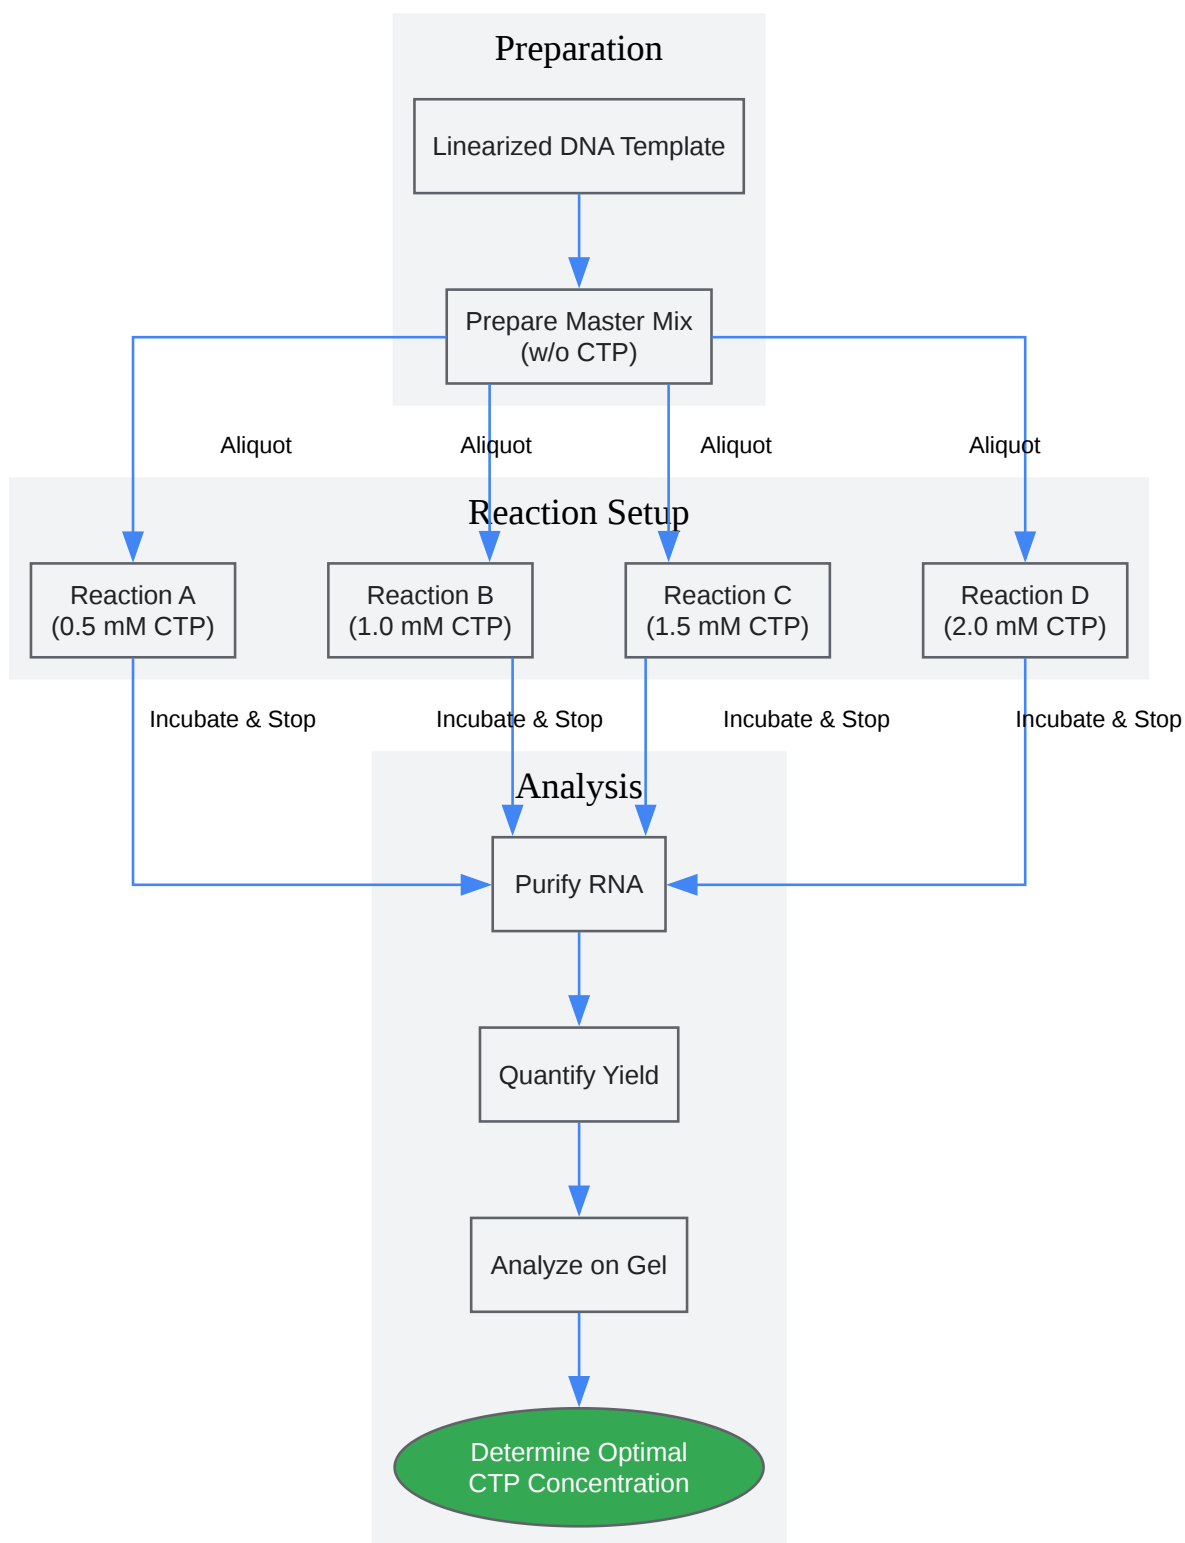 Preparation
Linearized DNA Template
Prepare Master Mix
(w/o CTP)
Aliquot
Aliquot
Aliquot
Aliquot
Reaction Setup
Reaction A
(0.5 mM CTP)
Reaction B
(1.0 mM CTP)
Reaction C
(1.5 mM CTP)
Reaction D
(2.0 mM CTP)
Incubate & Stop
Incubate & Stop
Incubate & Stop
Incubate & Stop
Analysis
Purify RNA
Quantify Yield
Analyze on Gel
Determine Optimal
CTP Concentration